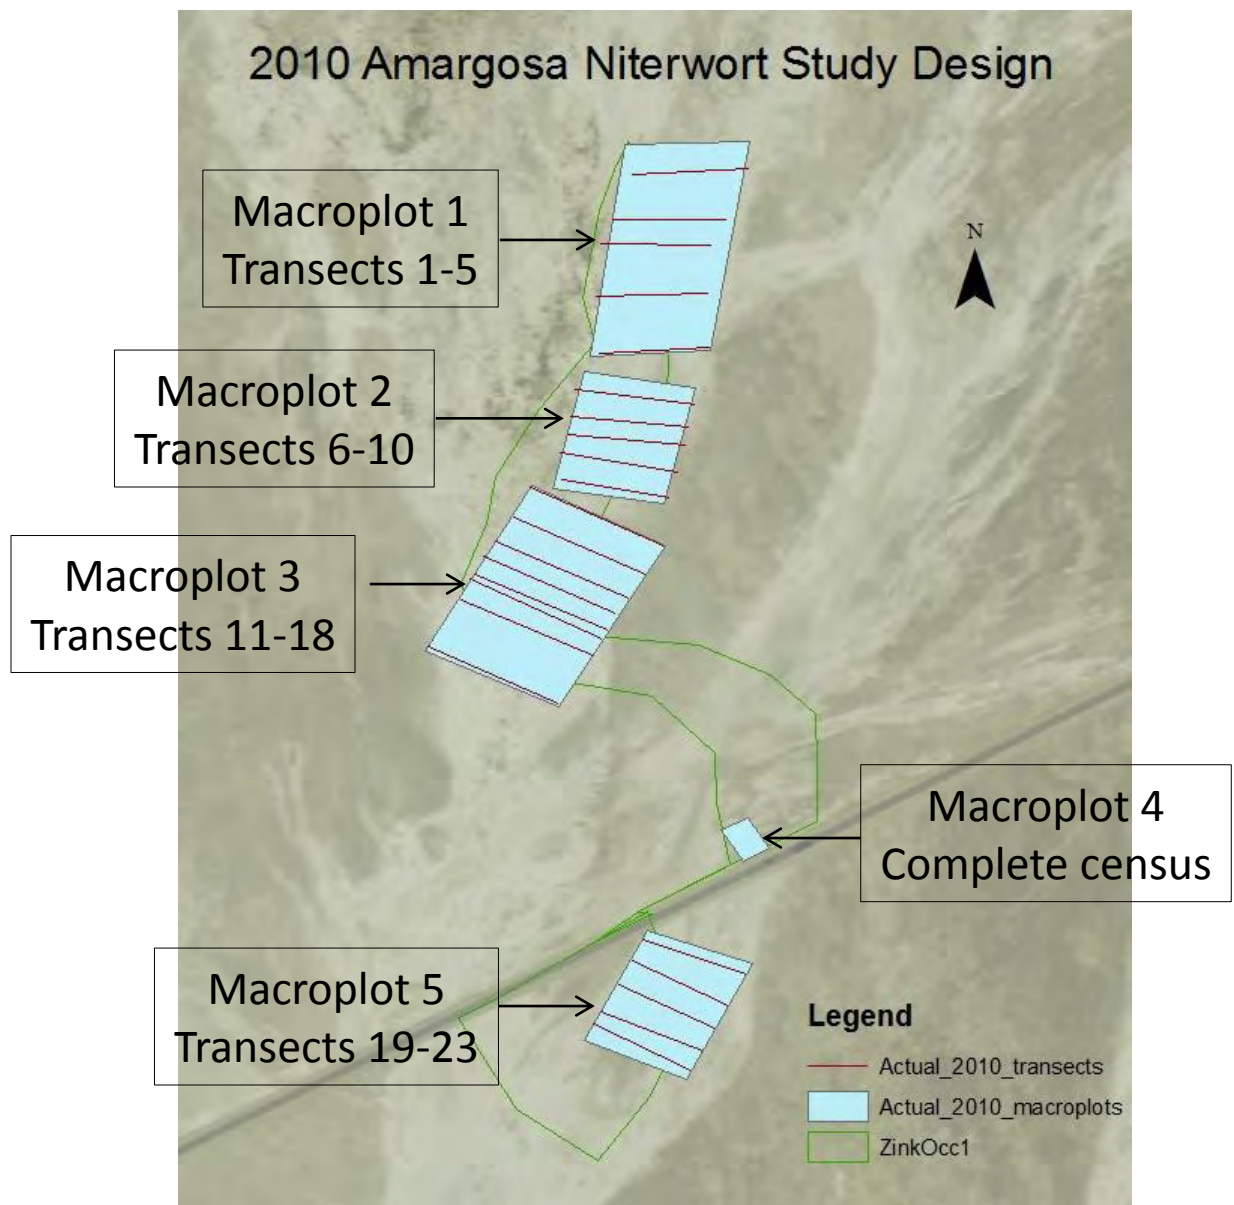 2010 Amargosa Niterwort Study Design
Macroplot 1
Transects 1-5
N
Macroplot 2
Transects 6-10
Macroplot 3
Transects 11-18
Macroplot 4
Complete census
Macroplot 5
Transects 19-23
Legend
Actual_2010_transects
Actual_2010_macroplots
ZinkOcc1